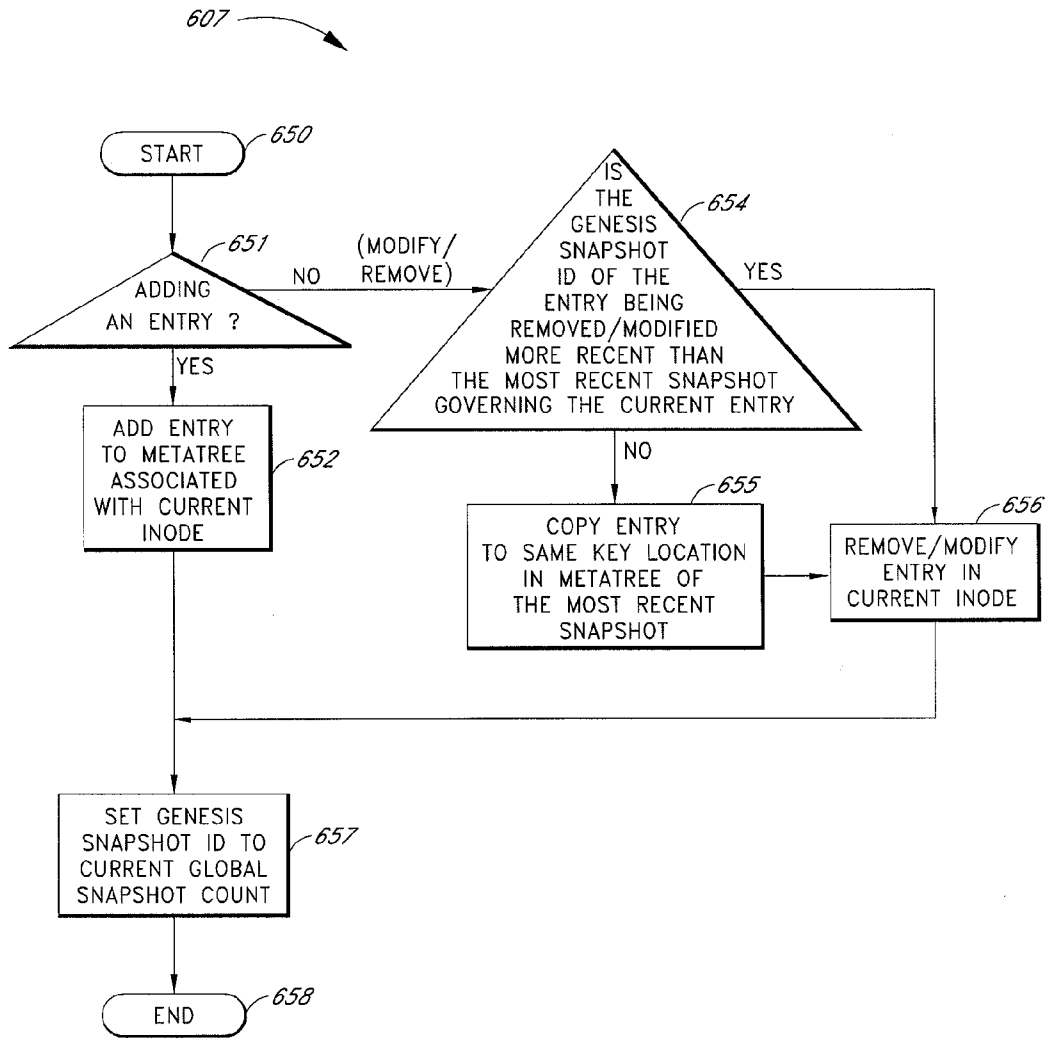 607
START
650
651
ADDING
AN ENTRY ?
NO
(MODIFY/
REMOVE)
YES
IS
THE
GENESIS
SNAPSHOT
ID OF THE
ENTRY BEING
REMOVED/MODIFIED
MORE RECENT THAN
THE MOST RECENT SNAPSHOT
GOVERNING THE CURRENT ENTRY
654
YES
NO
ADD ENTRY
TO METATREE
ASSOCIATED
WITH CURRENT
INODE
652
655
COPY ENTRY
TO SAME KEY LOCATION
IN METATREE OF
THE MOST RECENT
SNAPSHOT
656
REMOVE/MODIFY
ENTRY IN
CURRENT INODE
SET GENESIS
SNAPSHOT ID TO
CURRENT GLOBAL
SNAPSHOT COUNT
657
END
658